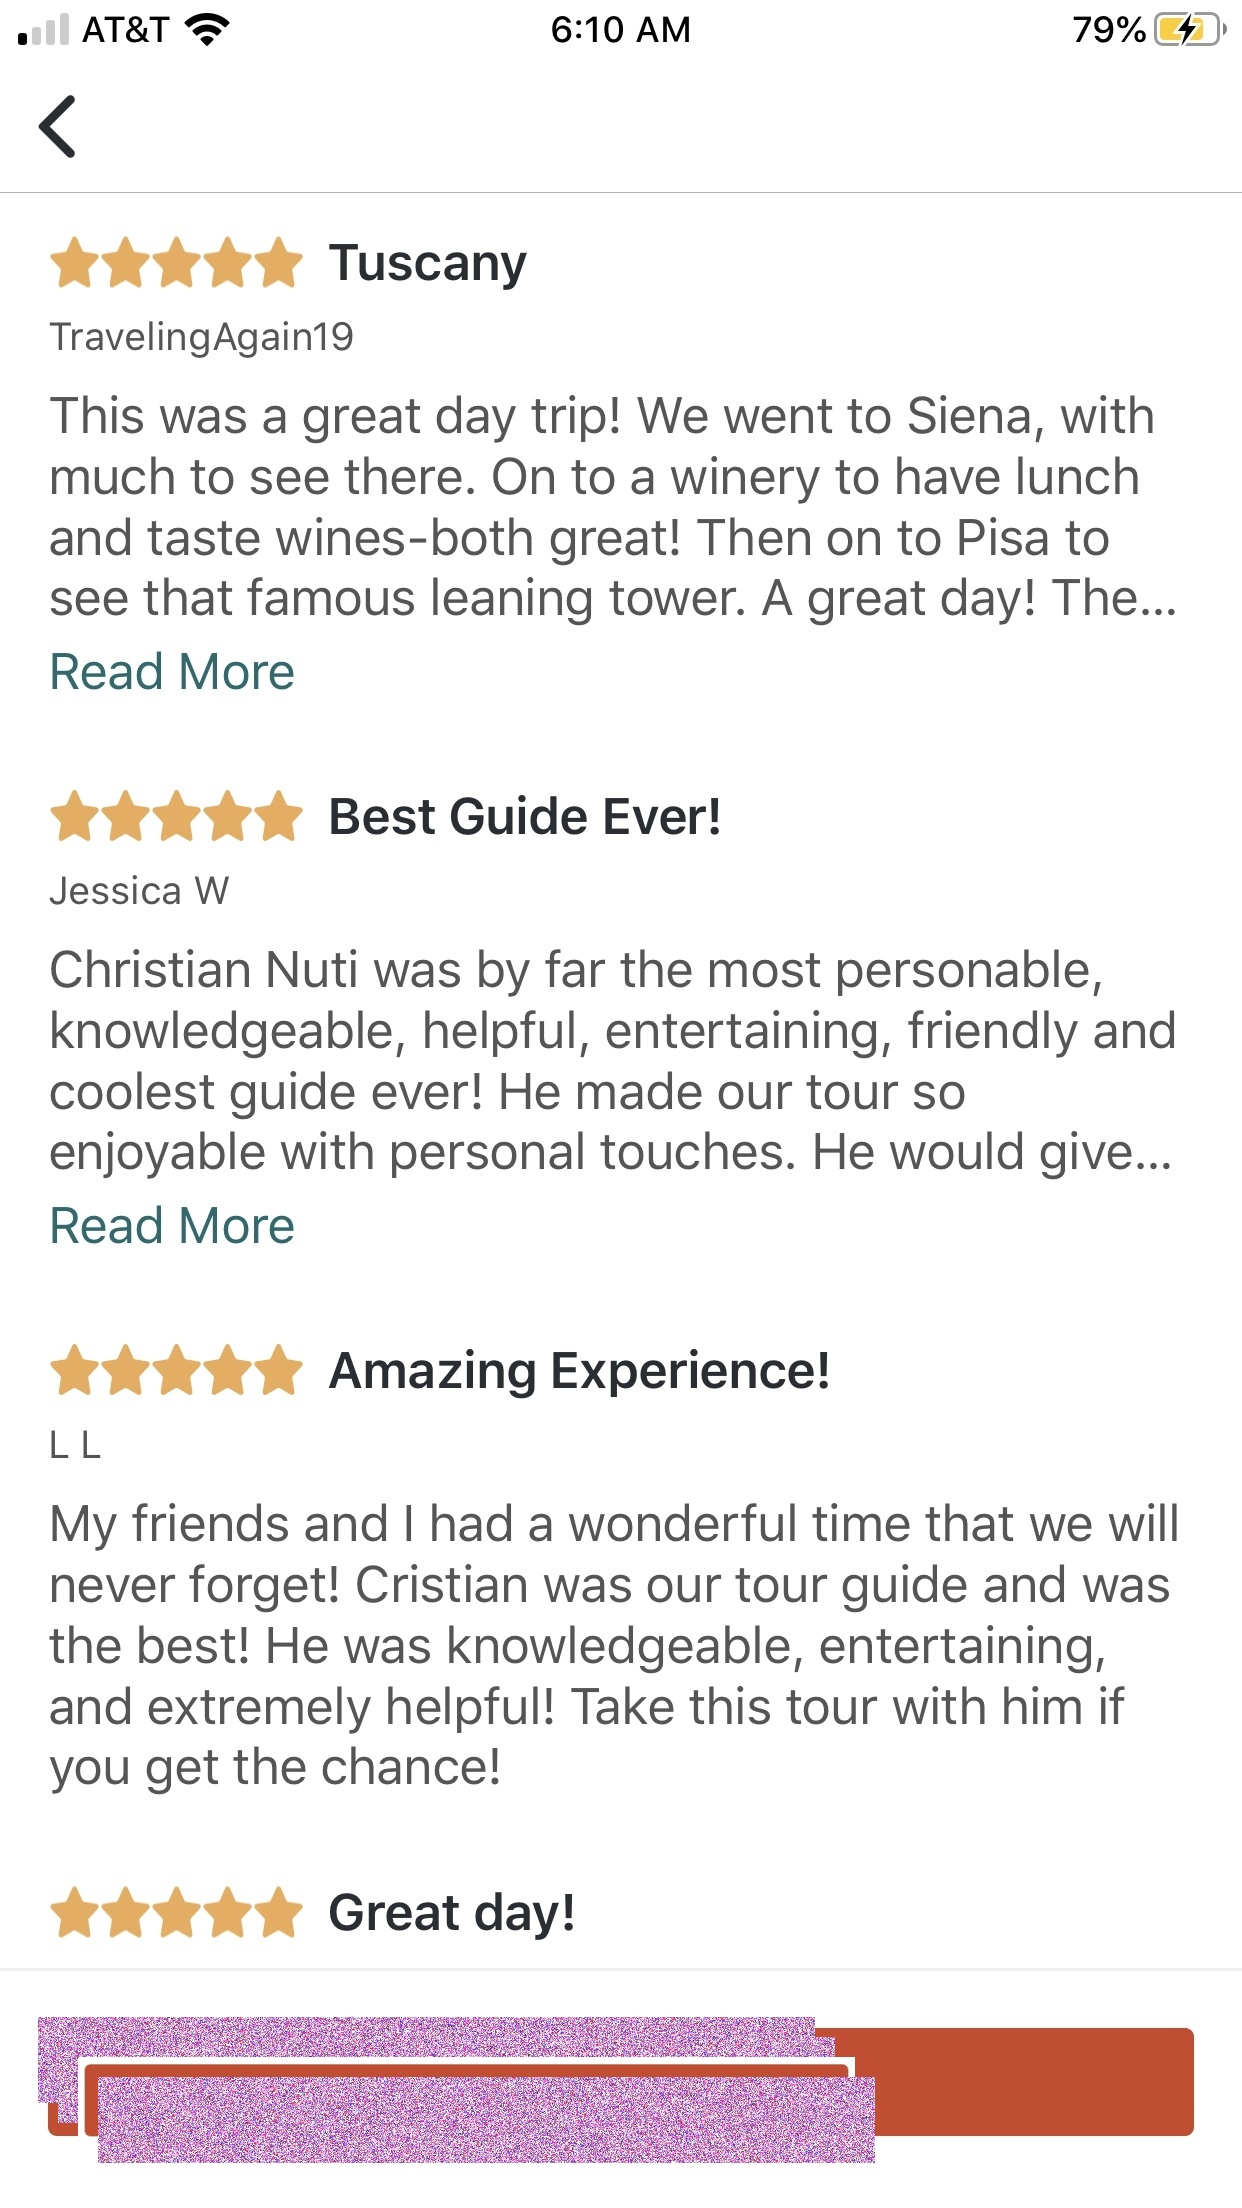 AT&T 6:10 AM 79%
Tuscany
TravelingAgain19
This was a great day trip! We went to Siena, with
much to see there. On to a winery to have lunch
and taste wines-both great! Then on to Pisa to
see that famous leaning tower. A great day! The...
Read More
Best Guide Ever!
Jessica W
Christian Nuti was by far the most personable,
knowledgeable, helpful, entertaining, friendly and
coolest guide ever! He made our tour so
enjoyable with personal touches. He would give...
Read More
Amazing Experience!
L L
My friends and I had a wonderful time that we will
never forget! Cristian was our tour guide and was
the best! He was knowledgeable, entertaining,
and extremely helpful! Take this tour with him if
you get the chance!
Great day!